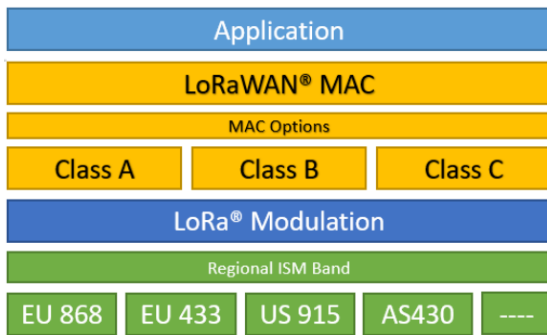 Application
LoRaWAN® MAC
MAC Options
Class A Class B Class C
LoRa® Modulation
Regional ISM Band
EU 868 EU 433 US 915 AS430 ----